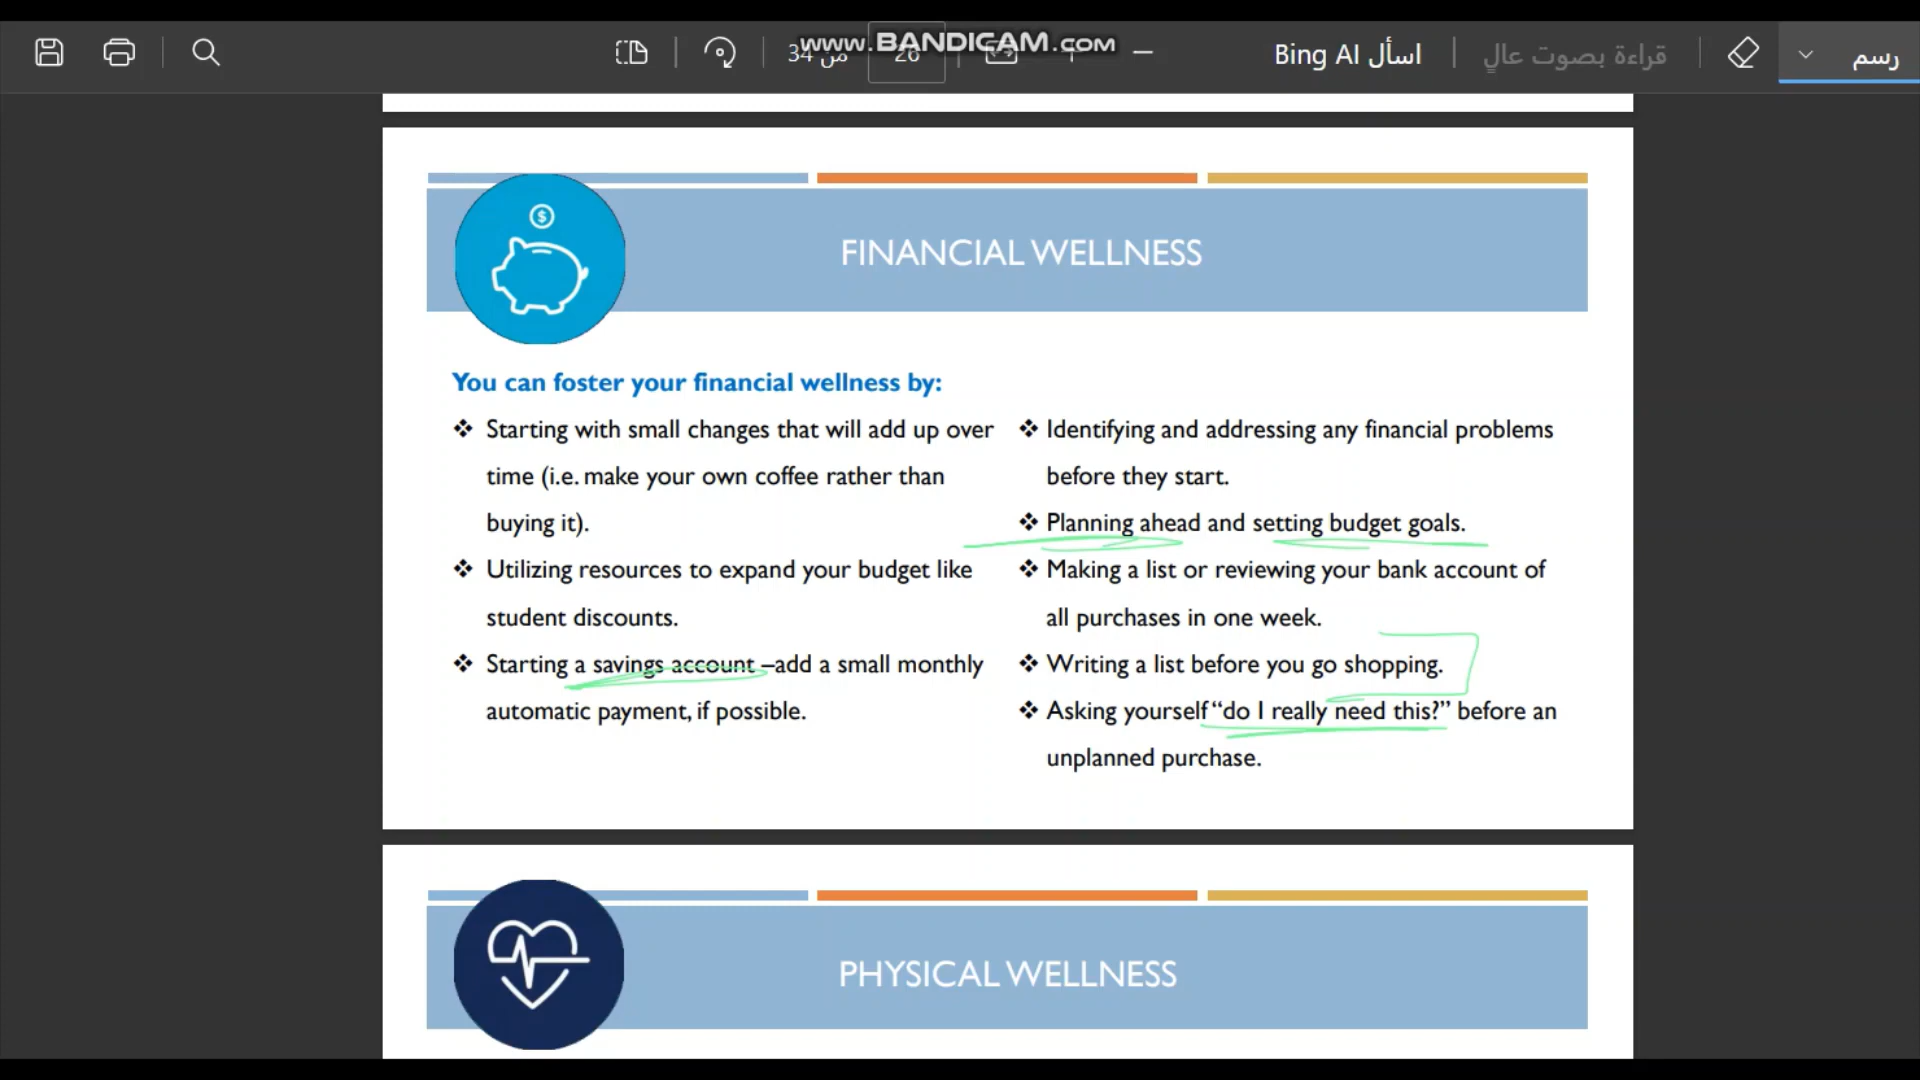 www.BANDICAM.com
34 من
26
اسأل Bing AI
قراءة بصوت عالٍ
رسم
$
FINANCIAL WELLNESS
You can foster your financial wellness by:
❖ Starting with small changes that will add up over
time (i.e. make your own coffee rather than
buying it).
❖ Utilizing resources to expand your budget like
student discounts.
❖ Starting a savings account –add a small monthly
automatic payment, if possible.
❖ Identifying and addressing any financial problems
before they start.
❖ Planning ahead and setting budget goals.
❖ Making a list or reviewing your bank account of
all purchases in one week.
❖ Writing a list before you go shopping.
❖ Asking yourself “do I really need this?” before an
unplanned purchase.
PHYSICAL WELLNESS